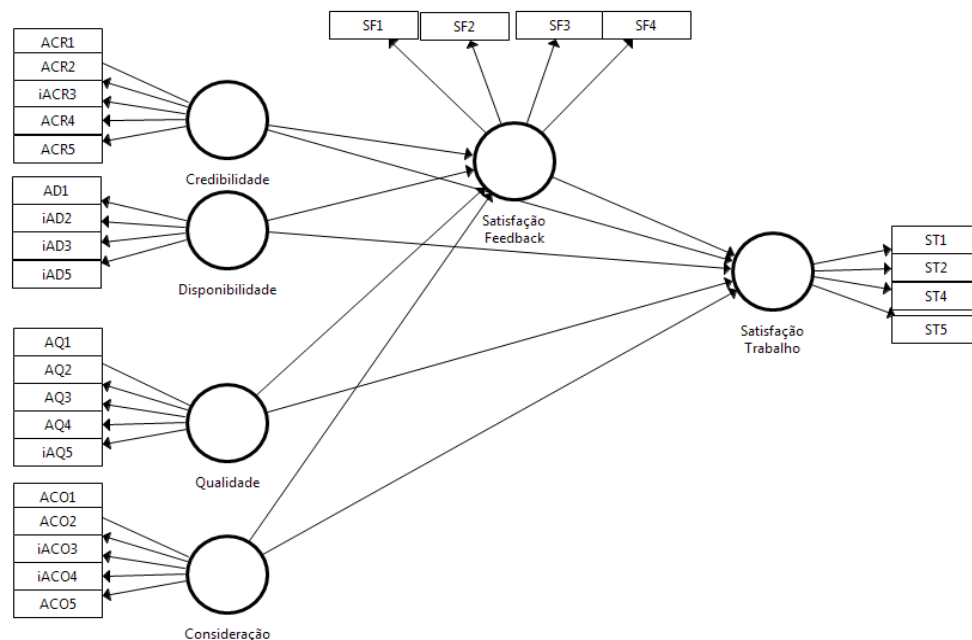 SF1
SF2
SF3
SF4
ACR1
ACR2
iACR3
ACR4
ACR5
Credibilidade
AD1
iAD2
iAD3
iAD5
Disponibilidade
Satisfação
Feedback
ST1
ST2
ST4
ST5
Satisfação
Trabalho
AQ1
AQ2
AQ3
AQ4
iAQ5
Qualidade
ACO1
ACO2
iACO3
iACO4
ACO5
Consideração